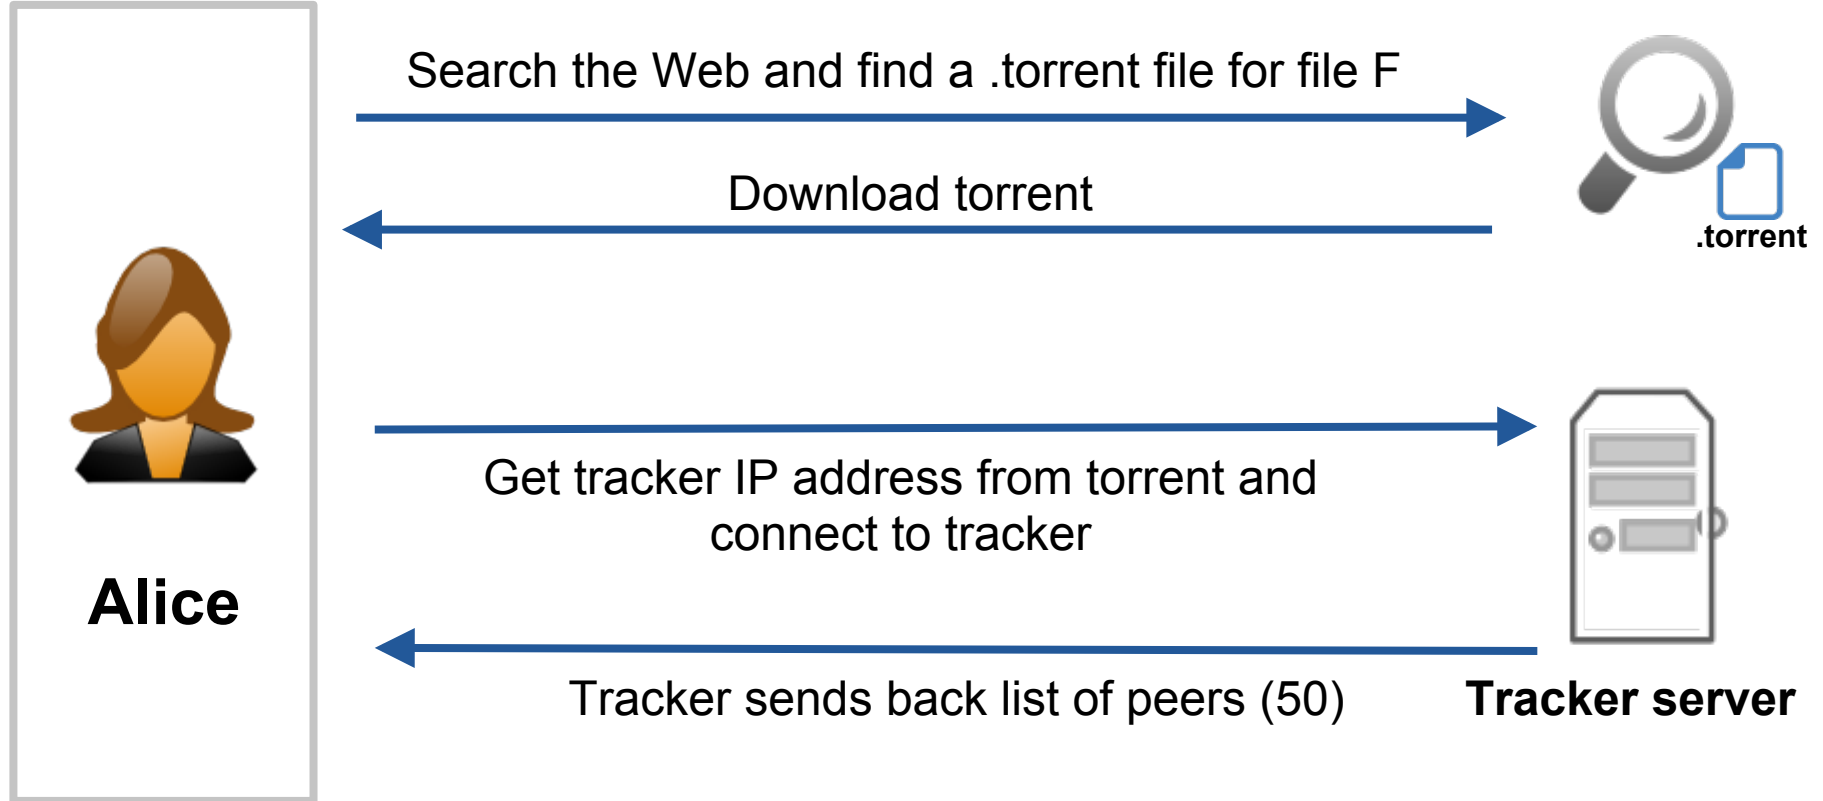 Search the Web and find a .torrent file for file F
Download torrent
.torrent
Get tracker IP address from torrent and
connect to tracker
Alice
Tracker sends back list of peers (50)
Tracker server